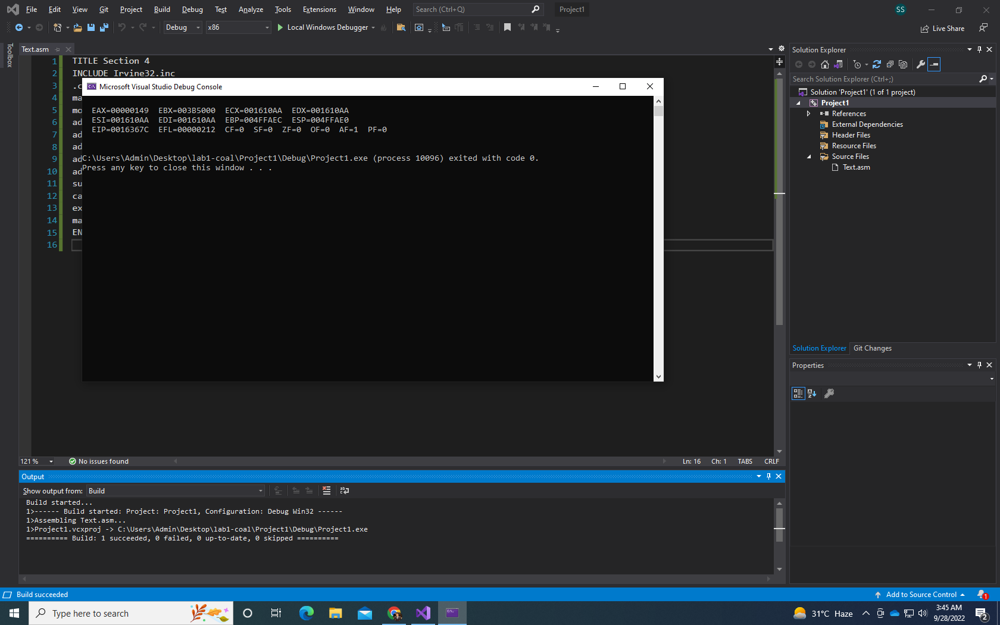 File Edit View Git Project Build Debug Test Analyze Tools Extensions Window Help Search (Ctrl+Q) Project1 SS
Debug x86 Local Windows Debugger Live Share
Toolbox
Text.asm
1 TITLE Section 4
2 INCLUDE Irvine32.inc
3 .c
4 ma
5 mo
6 ad
7 ad
8 ad
9 ad
10 ad
11 su
12 ca
13 ex
14 ma
15 EN
16
Microsoft Visual Studio Debug Console
EAX=00000149 EBX=003B5000 ECX=001610AA EDX=001610AA
ESI=001610AA EDI=001610AA EBP=004FFAEC ESP=004FFAE0
EIP=0016367C EFL=00000212 CF=0 SF=0 ZF=0 OF=0 AF=1 PF=0
C:\Users\Admin\Desktop\lab1-coal\Project1\Debug\Project1.exe (process 10096) exited with code 0.
Press any key to close this window . . .
121 % No issues found Ln: 16 Ch: 1 TABS CRLF
Solution Explorer
Search Solution Explorer (Ctrl+;)
Solution 'Project1' (1 of 1 project)
Project1
References
External Dependencies
Header Files
Resource Files
Source Files
Text.asm
Solution Explorer Git Changes
Properties
Output
Show output from: Build
Build started...
1>------ Build started: Project: Project1, Configuration: Debug Win32 ------
1>Assembling Text.asm...
1>Project1.vcxproj -> C:\Users\Admin\Desktop\lab1-coal\Project1\Debug\Project1.exe
========== Build: 1 succeeded, 0 failed, 0 up-to-date, 0 skipped ==========
Build succeeded Add to Source Control 1
Type here to search 31°C Haze 3:45 AM
9/28/2022 2